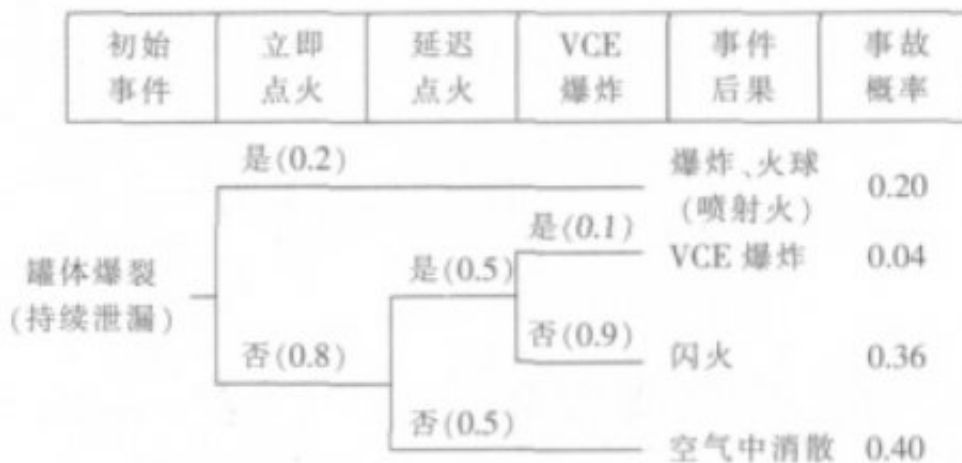 初始 立即 延迟 VCE 事件 事故
事件 点火 点火 爆炸 后果 概率
是(0.2)
爆炸、火球
(喷射火)
0.20
是(0.1)
VCE 爆炸 0.04
是(0.5)
罐体爆裂
(持续泄漏)
否(0.8)
否(0.9)
闪火 0.36
否(0.5)
空气中消散 0.40